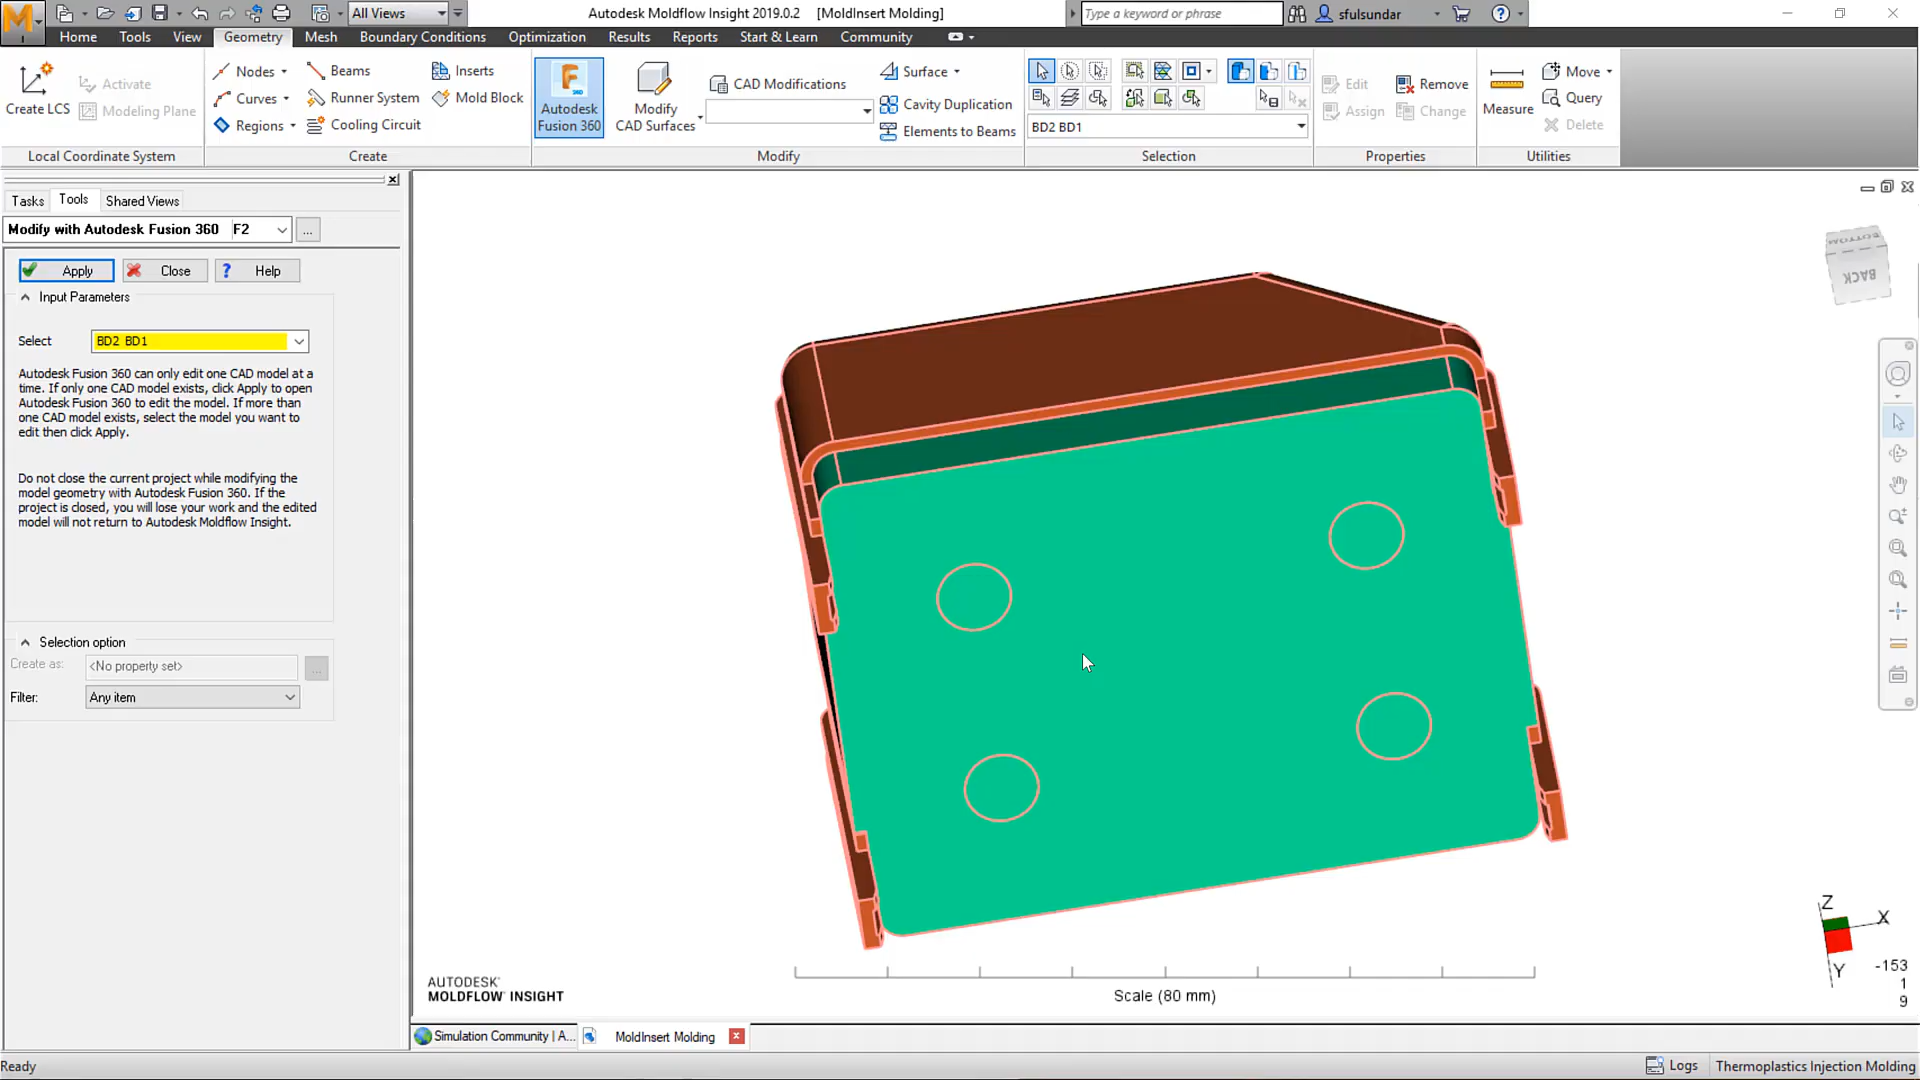 All Views
Autodesk Moldflow Insight 2019.0.2 [MoldInsert Molding]
Type a keyword or phrase
sfulsundar
Home Tools View Geometry Mesh Boundary Conditions Optimization Results Reports Start & Learn Community
Create LCS
Activate
Modeling Plane
Local Coordinate System
Nodes
Curves
Regions
Beams
Runner System
Cooling Circuit
Inserts
Mold Block
Create
Autodesk
Fusion 360
Modify
CAD Surfaces
CAD Modifications
Surface
Cavity Duplication
Elements to Beams
Modify
BD2 BD1
Selection
Edit
Assign
Remove
Change
Properties
Measure
Move
Query
Delete
Utilities
Tasks Tools Shared Views
Modify with Autodesk Fusion 360 F2
...
Apply Close Help
Input Parameters
Select BD2 BD1
Autodesk Fusion 360 can only edit one CAD model at a
time. If only one CAD model exists, click Apply to open
Autodesk Fusion 360 to edit the model. If more than
one CAD model exists, select the model you want to
edit then click Apply.
Do not close the current project while modifying the
model geometry with Autodesk Fusion 360. If the
project is closed, you will lose your work and the edited
model will not return to Autodesk Moldflow Insight.
Selection option
Create as: <No property set>
...
Filter: Any item
BOTTOM
BACK
Z
X
Y
-153
1
9
AUTODESK
MOLDFLOW INSIGHT
Scale (80 mm)
Simulation Community | A...
MoldInsert Molding
Ready
Logs
Thermoplastics Injection Molding